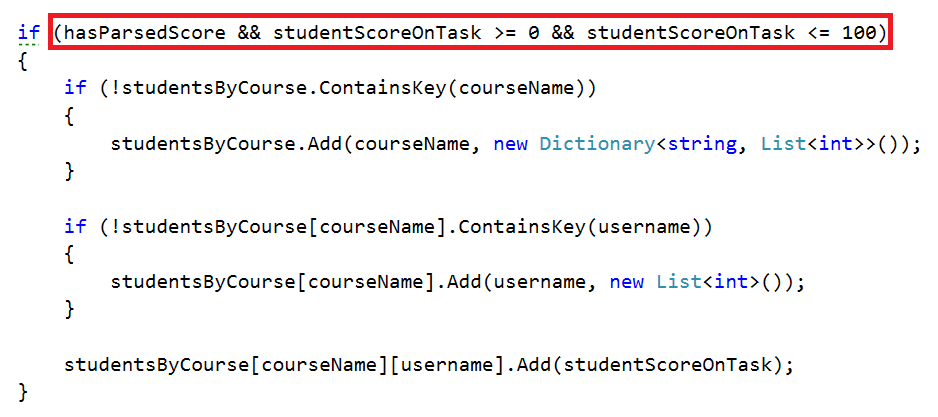 if (hasParsedScore && studentScoreOnTask >= 0 && studentScoreOnTask <= 100)
{
    if (!studentsByCourse.ContainsKey(courseName))
    {
        studentsByCourse.Add(courseName, new Dictionary<string, List<int>>());
    }

    if (!studentsByCourse[courseName].ContainsKey(username))
    {
        studentsByCourse[courseName].Add(username, new List<int>());
    }

    studentsByCourse[courseName][username].Add(studentScoreOnTask);
}